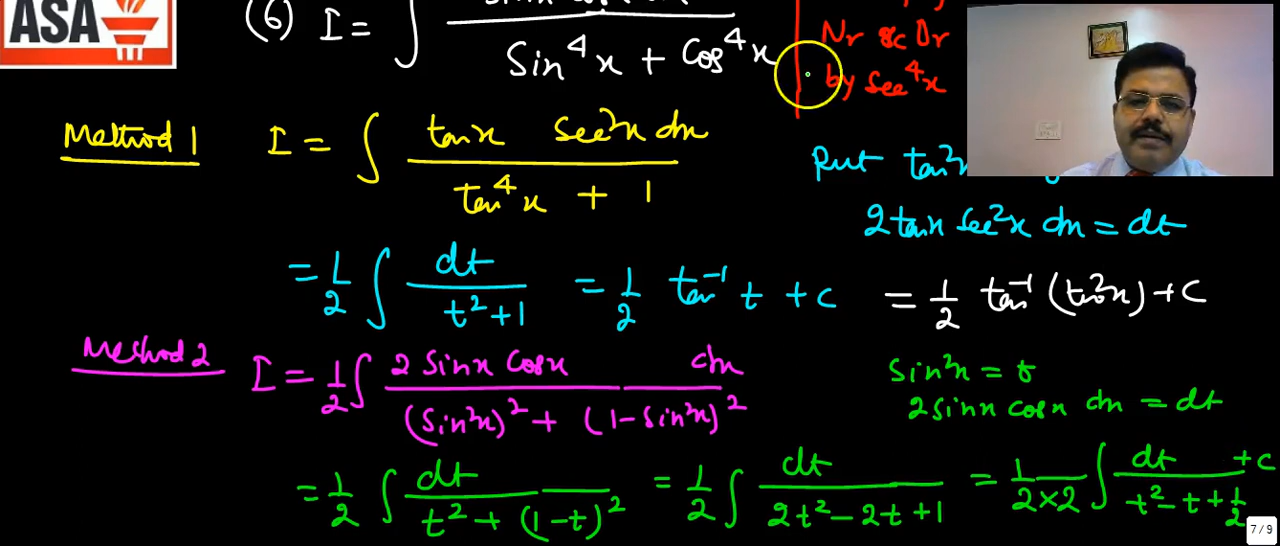 ASA
(6) I = ∫
Sin⁴x + Cos⁴x
Nr & Dr
by Sec⁴x
Method 1 I = ∫ tanx sec²x dx / tan⁴x + 1
Put tan²x
2tanx sec²x dx = dt
= 1/2 ∫ dt / t²+1 = 1/2 tan⁻¹ t + c = 1/2 tan⁻¹ (tan²x) + C
Method 2 I = 1/2 ∫ 2 Sinx Cosx dx / (Sin²x)² + (1-Sin²x)²
Sin²x = t
2sinx cosx dx = dt
= 1/2 ∫ dt / t² + (1-t)² = 1/2 ∫ dt / 2t² - 2t + 1 = 1/2×2 ∫ dt / t² - t + 1/2 + C
7/9